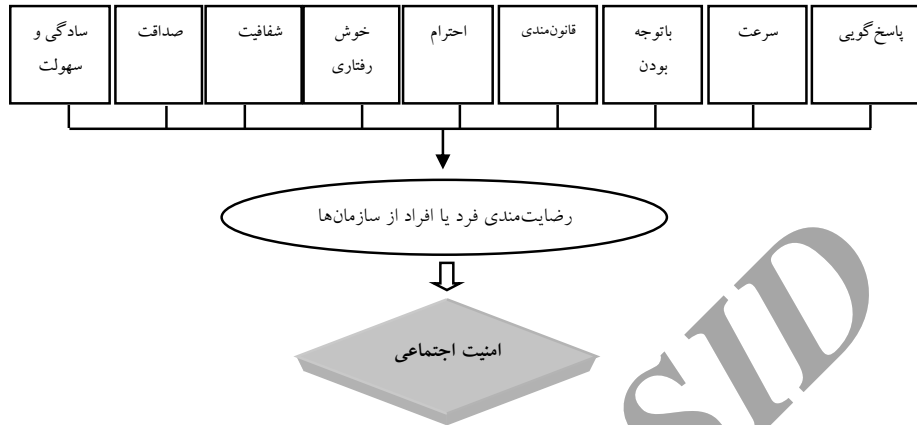 پاسخ‌گویی
سرعت
باتوجه
بودن
قانون‌مندی
احترام
خوش
رفتاری
شفافیت
صداقت
سادگی و
سهولت
رضایت‌مندی فرد یا افراد از سازمان‌ها
امنیت اجتماعی
SID